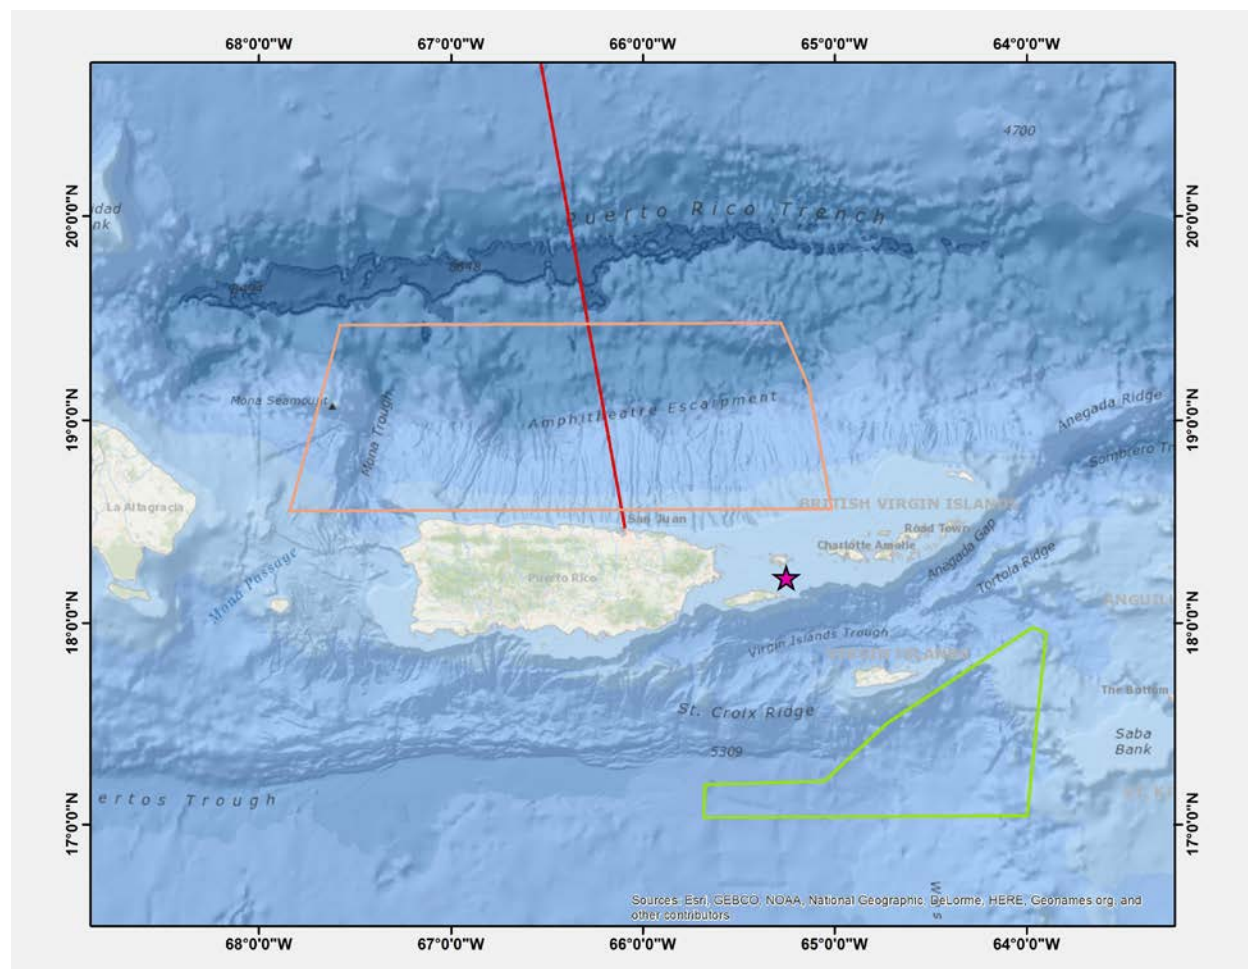 68°0'0"W
67°0'0"W
66°0'0"W
65°0'0"W
64°0'0"W
4700
20°0'0"N
20°0'0"N
idad
nk
Puerto Rico Trench
19°0'0"N
19°0'0"N
Mona Seamount
Mona Trough
Amphitheatre Escarpment
Anegada Ridge
Sombrero Tr
La Altagracia
San Juan
BRITISH VIRGIN ISLANDS
Road Town
Charlotte Amalie
Anegada Gap
Tortola Ridge
Puerto Rico
Mona Passage
ANGUIL
18°0'0"N
18°0'0"N
Virgin Islands Trough
The Bottom
St. Croix Ridge
Saba
Bank
5309
ertos Trough
17°0'0"N
17°0'0"N
Sources: Esri, GEBCO, NOAA, National Geographic, DeLorme, HERE, Geonames.org, and
other contributors
68°0'0"W
67°0'0"W
66°0'0"W
65°0'0"W
64°0'0"W